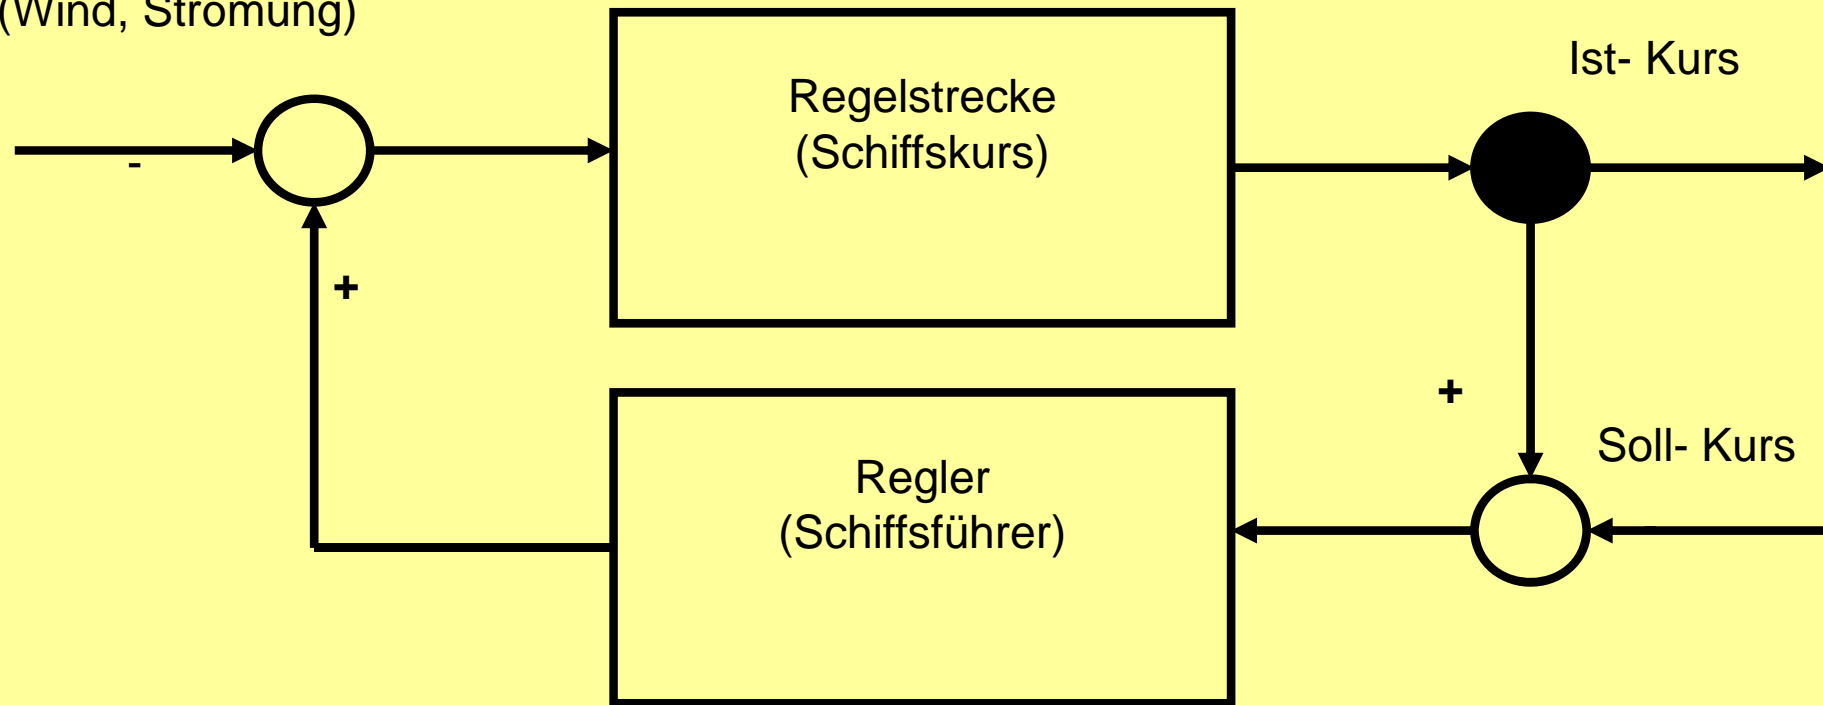 (Wind, Strömung)
Ist- Kurs
Regelstrecke
(Schiffskurs)
-
+
+
Soll- Kurs
Regler
(Schiffsführer)
-